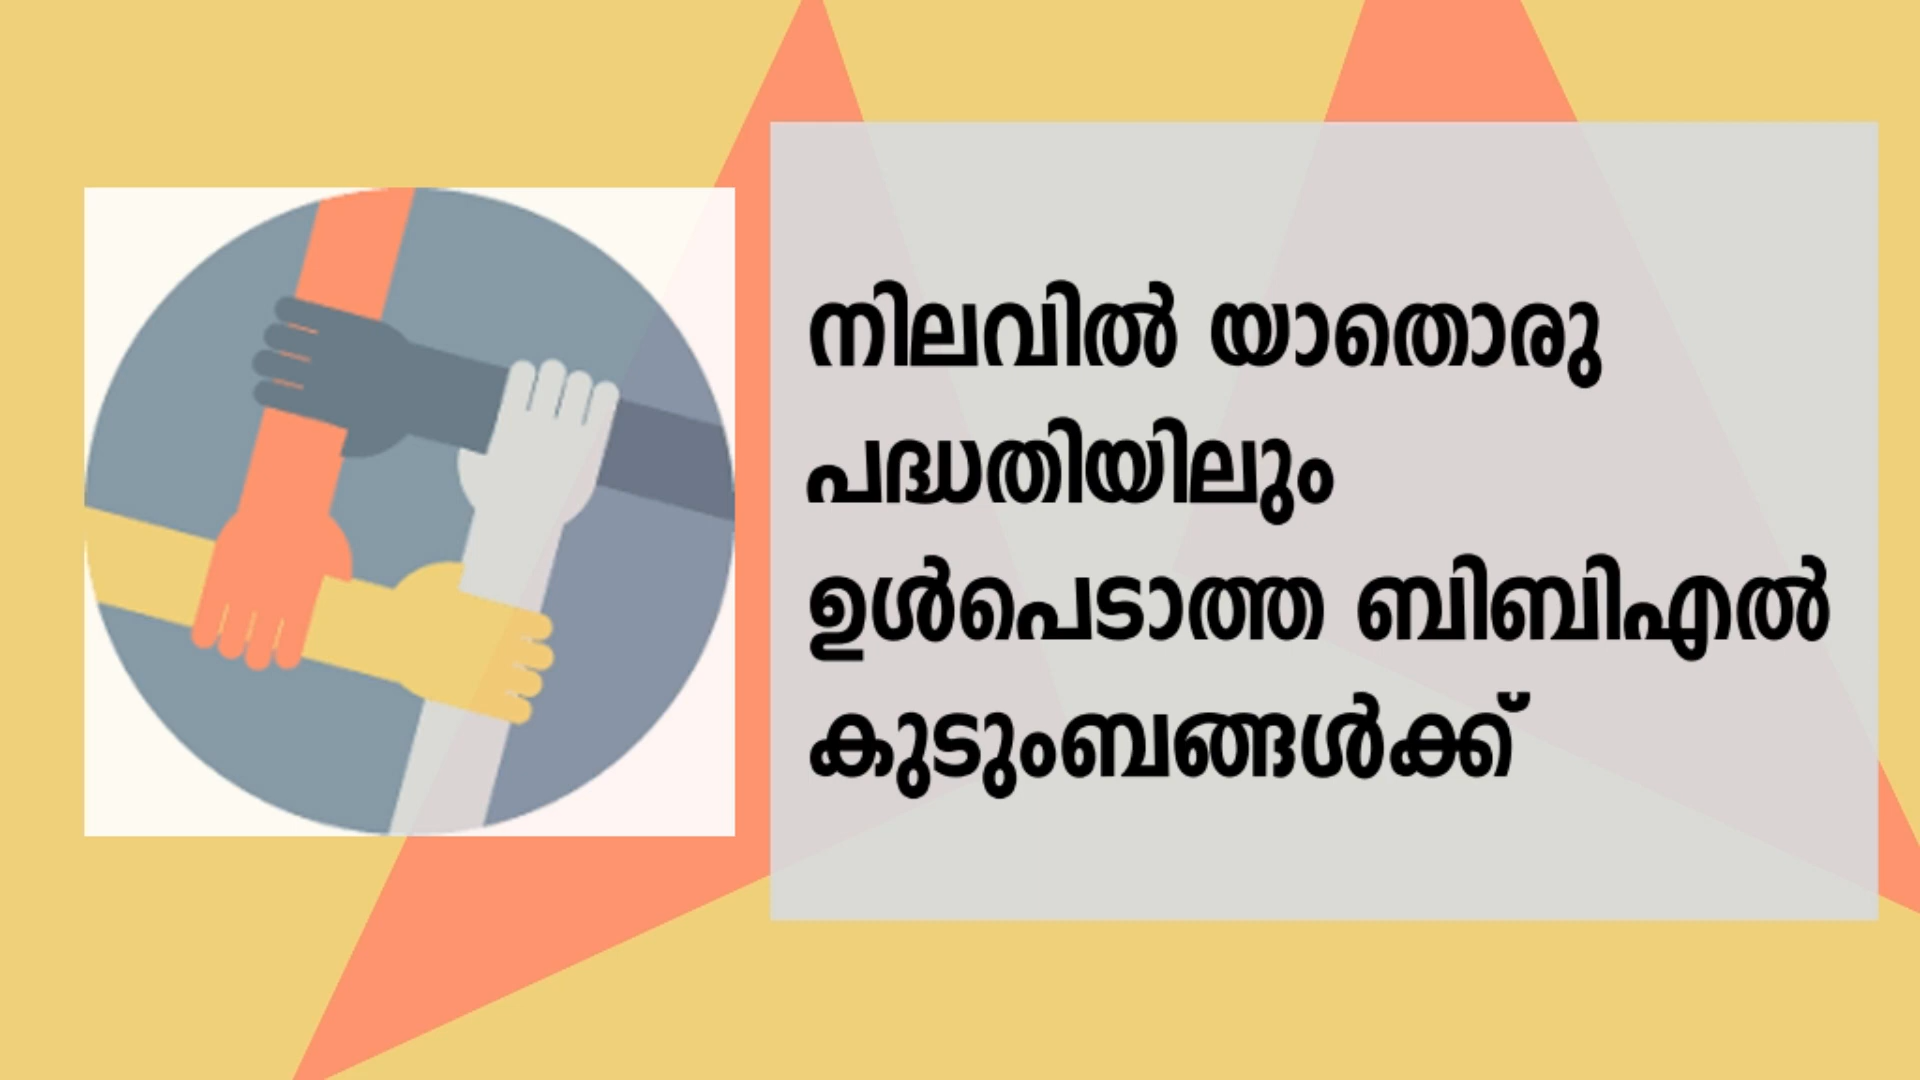 നിലവിൽ യാതൊരു
പദ്ധതിയിലും
ഉൾപെടാത്ത ബിബിഎൽ
കുടുംബങ്ങൾക്ക്